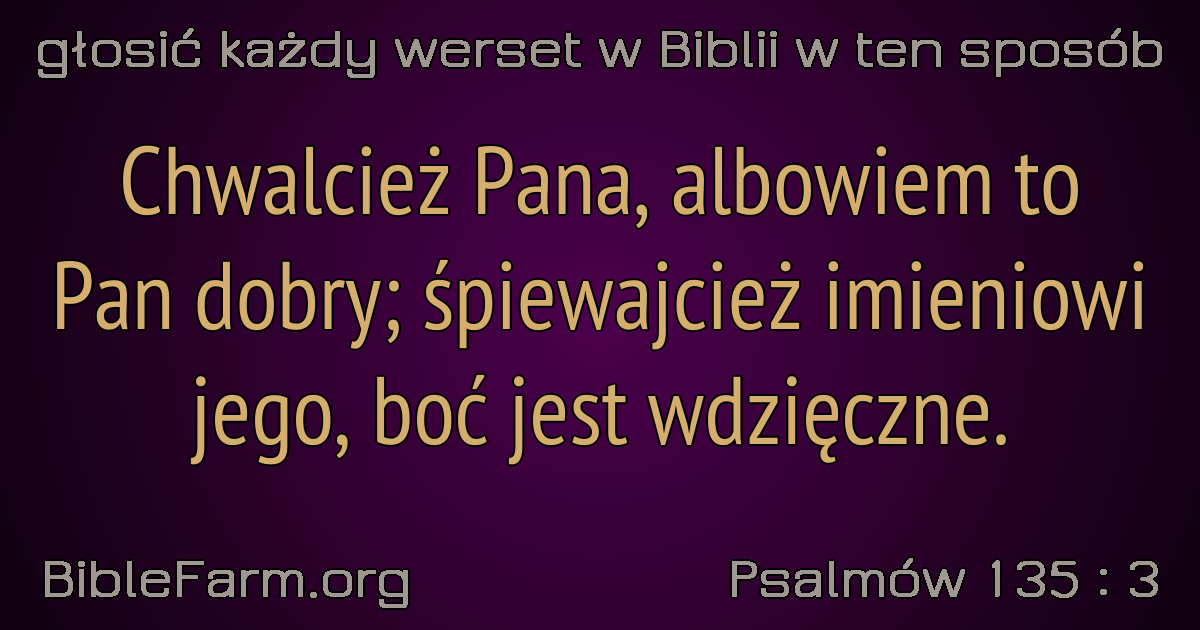 głosić każdy werset w Biblii w ten sposób
Chwalcież Pana, albowiem to
Pan dobry; śpiewajcież imieniowi
jego, boć jest wdzięczne.
BibleFarm.org
Psalmów 135 : 3